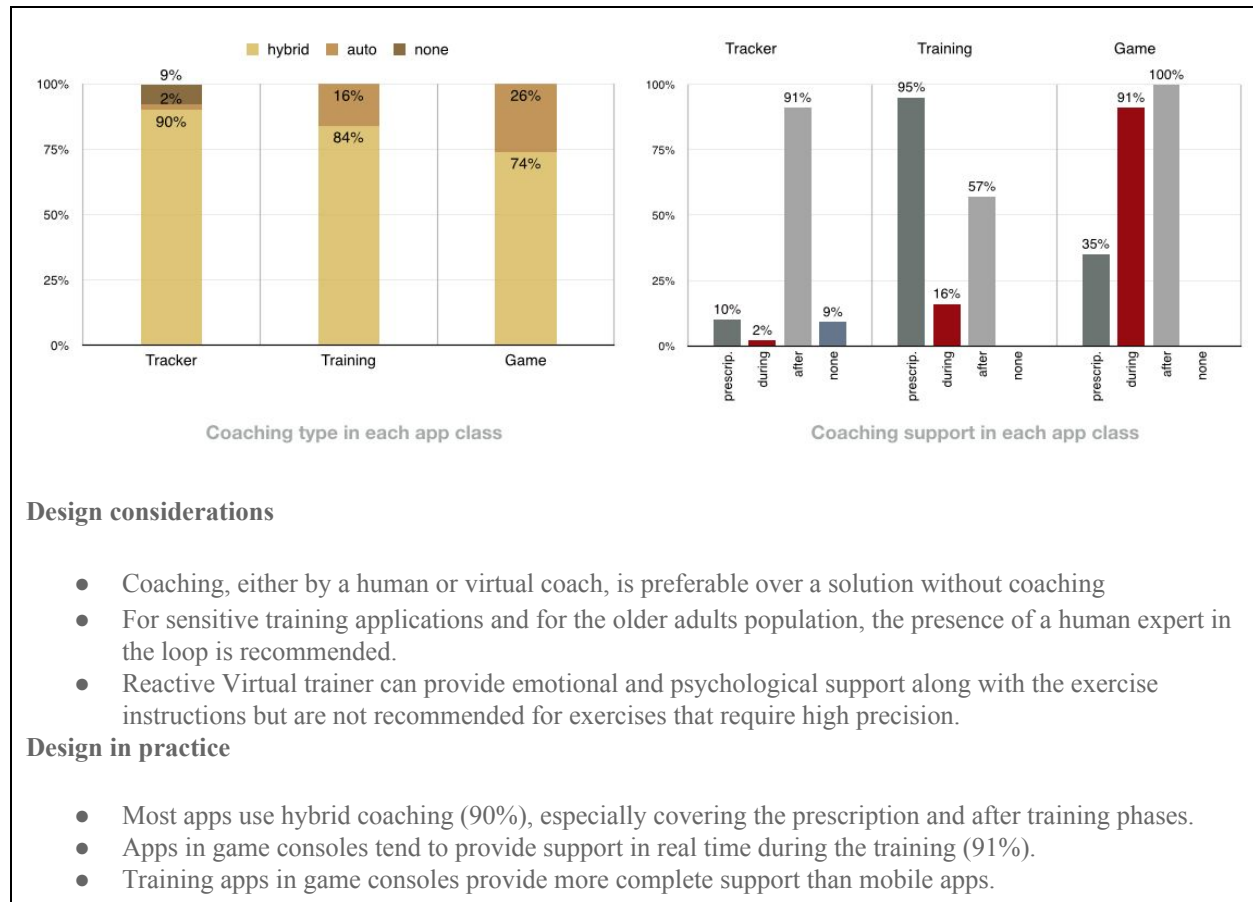 hybrid auto none
100%
75%
50%
25%
0%
9%
2%
90%
16%
84%
26%
74%
Tracker Training Game
Coaching type in each app class
Tracker Training Game
100%
75%
50%
25%
0%
10%
2%
91%
9%
95%
16%
57%
35%
91%
100%
prescrip. during after none prescrip. during after none prescrip. during after none
Coaching support in each app class
Design considerations
● Coaching, either by a human or virtual coach, is preferable over a solution without coaching
● For sensitive training applications and for the older adults population, the presence of a human expert in
the loop is recommended.
● Reactive Virtual trainer can provide emotional and psychological support along with the exercise
instructions but are not recommended for exercises that require high precision.
Design in practice
● Most apps use hybrid coaching (90%), especially covering the prescription and after training phases.
● Apps in game consoles tend to provide support in real time during the training (91%).
● Training apps in game consoles provide more complete support than mobile apps.